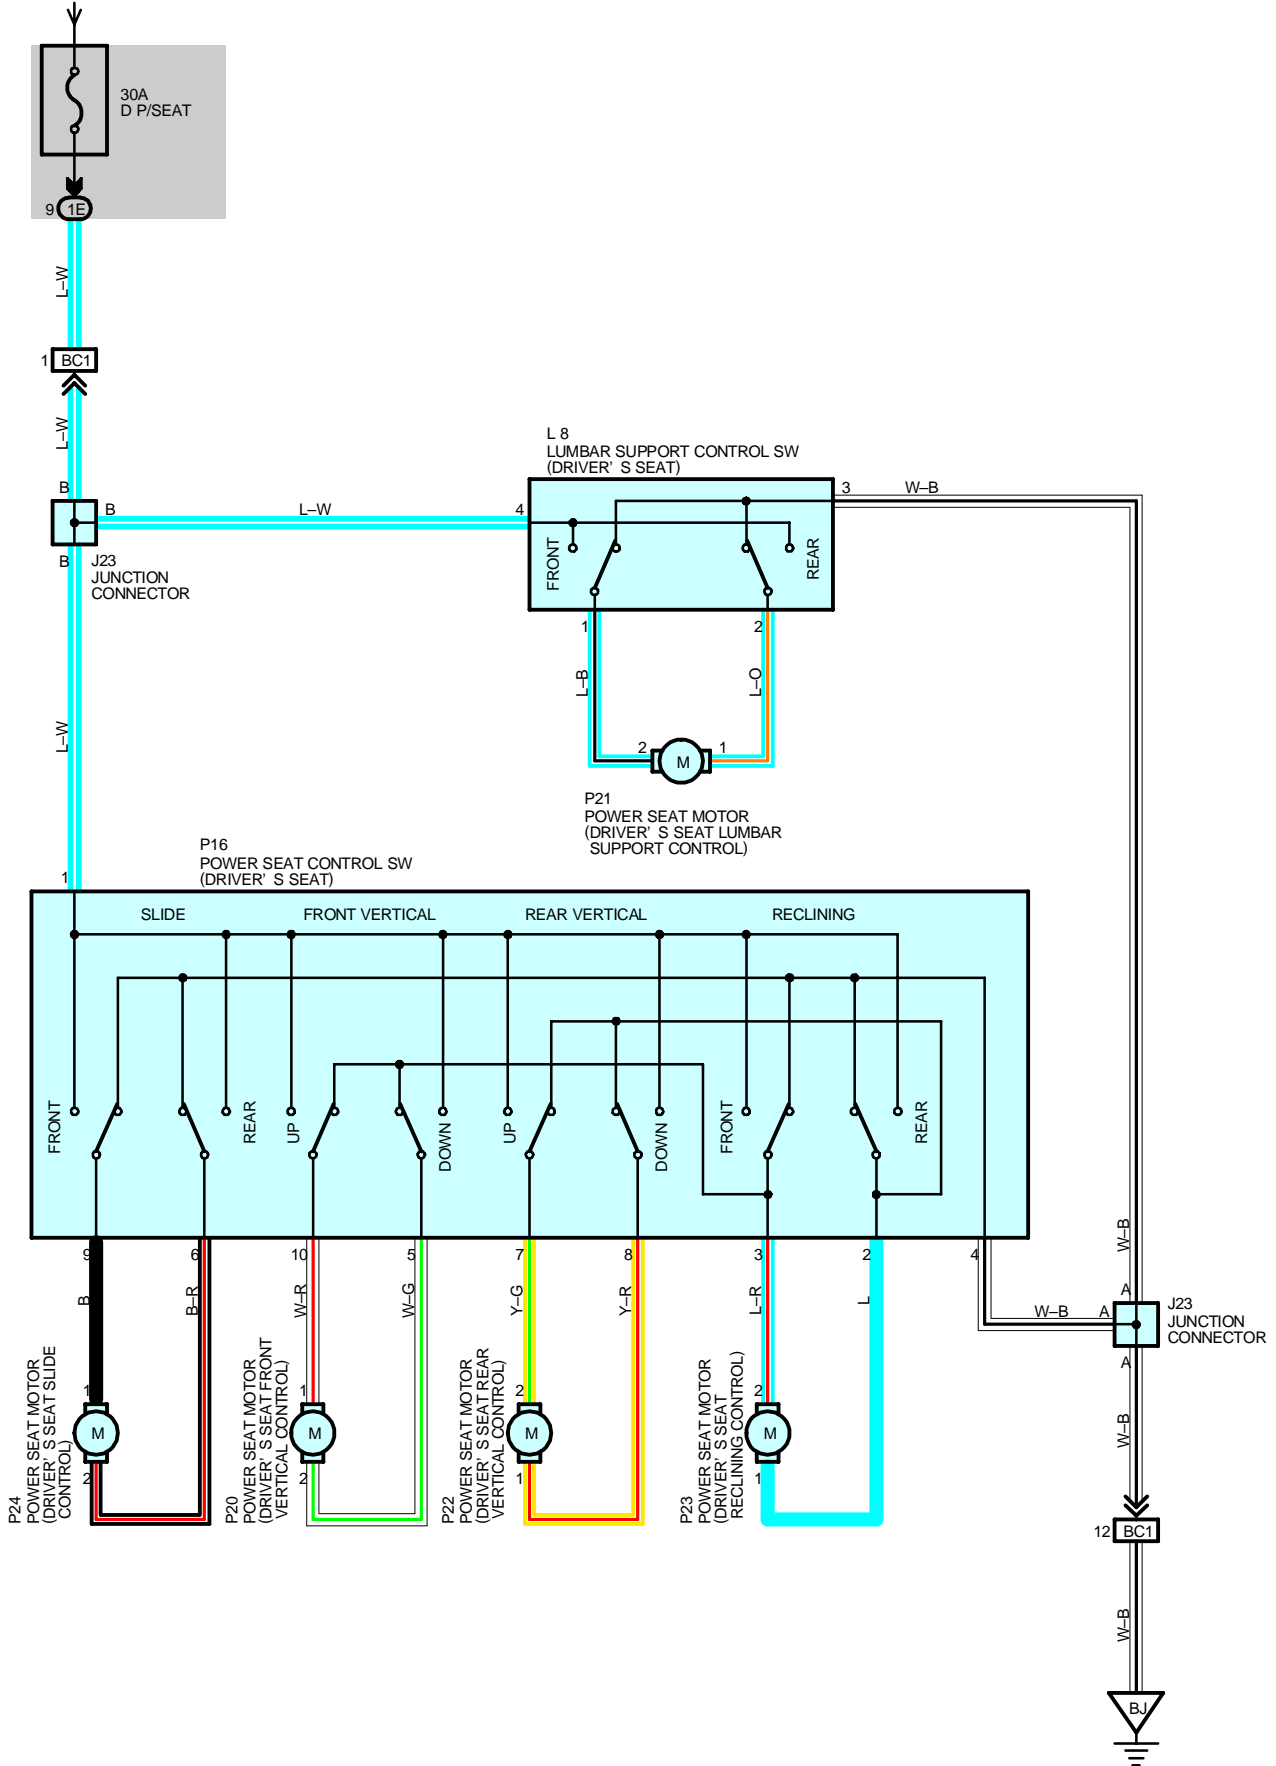 30A
D P/SEAT
9 1E
L–W
1 BC1
L–W
B
B
L–W
B
J23
JUNCTION
CONNECTOR
L 8
LUMBAR SUPPORT CONTROL SW
(DRIVER' S SEAT)
4
3
W–B
FRONT
REAR
1
2
L–B
L–O
2
M
1
P21
POWER SEAT MOTOR
(DRIVER' S SEAT LUMBAR
SUPPORT CONTROL)
L–W
P16
POWER SEAT CONTROL SW
(DRIVER' S SEAT)
1
SLIDE
FRONT VERTICAL
REAR VERTICAL
RECLINING
FRONT
REAR
UP
DOWN
UP
DOWN
FRONT
REAR
9
6
10
5
7
8
3
2
4
B
B–R
W–R
W–G
Y–G
Y–R
L–R
L
W–B
W–B
A
A
J23
JUNCTION
CONNECTOR
A
1
M
2
P24
POWER SEAT MOTOR
(DRIVER' S SEAT SLIDE
CONTROL)
1
M
2
P20
POWER SEAT MOTOR
(DRIVER' S SEAT FRONT
VERTICAL CONTROL)
2
M
1
P22
POWER SEAT MOTOR
(DRIVER' S SEAT REAR
VERTICAL CONTROL)
2
M
1
P23
POWER SEAT MOTOR
(DRIVER' S SEAT
RECLINING CONTROL)
W–B
12 BC1
W–B
BJ